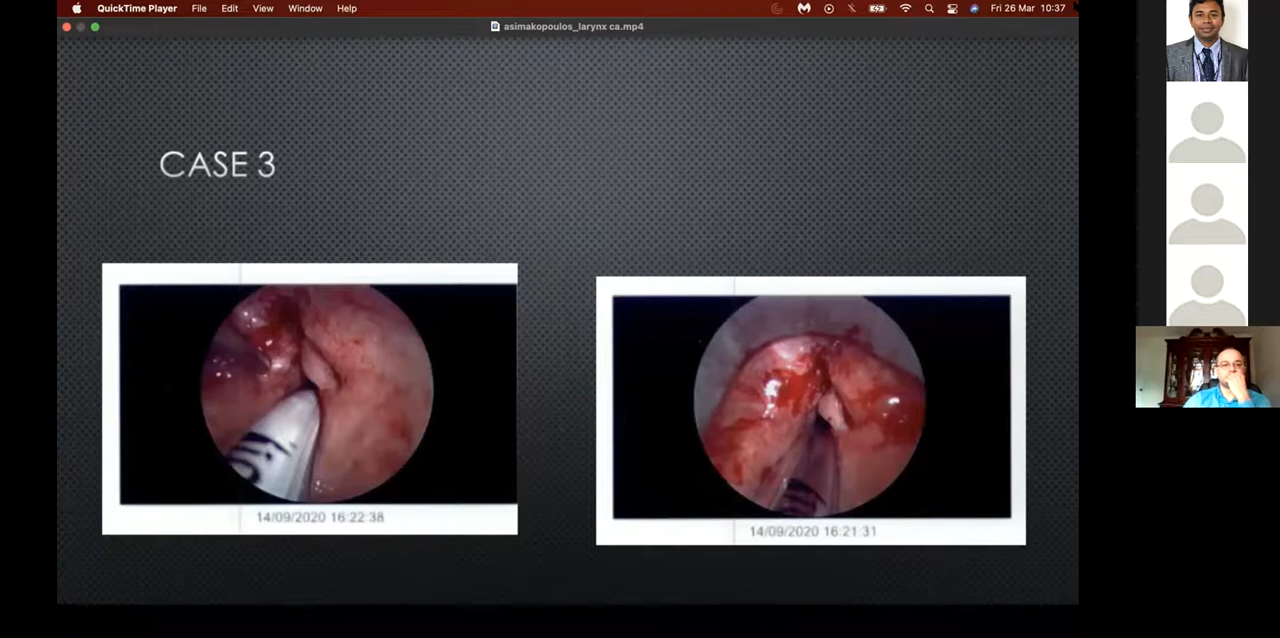 QuickTime Player File Edit View Window Help Fri 26 Mar 10:37
asimakopoulos_larynx ca.mp4
CASE 3
14/09/2020 16:22:38
14/09/2020 16:21:31